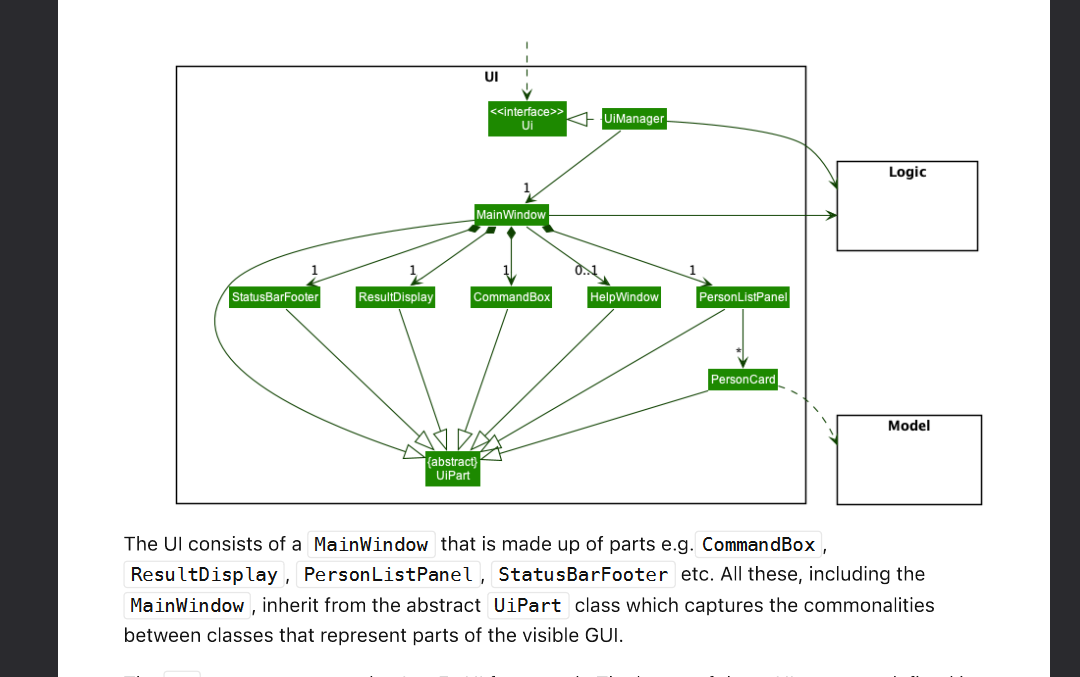 UI
<<interface>>
Ui
UiManager
Logic
1
MainWindow
1
1
1
0..1
1
StatusBarFooter
ResultDisplay
CommandBox
HelpWindow
PersonListPanel
*
PersonCard
Model
{abstract}
UiPart
The UI consists of a MainWindow that is made up of parts e.g. CommandBox ,
ResultDisplay , PersonListPanel , StatusBarFooter etc. All these, including the
MainWindow , inherit from the abstract UiPart class which captures the commonalities
between classes that represent parts of the visible GUI.